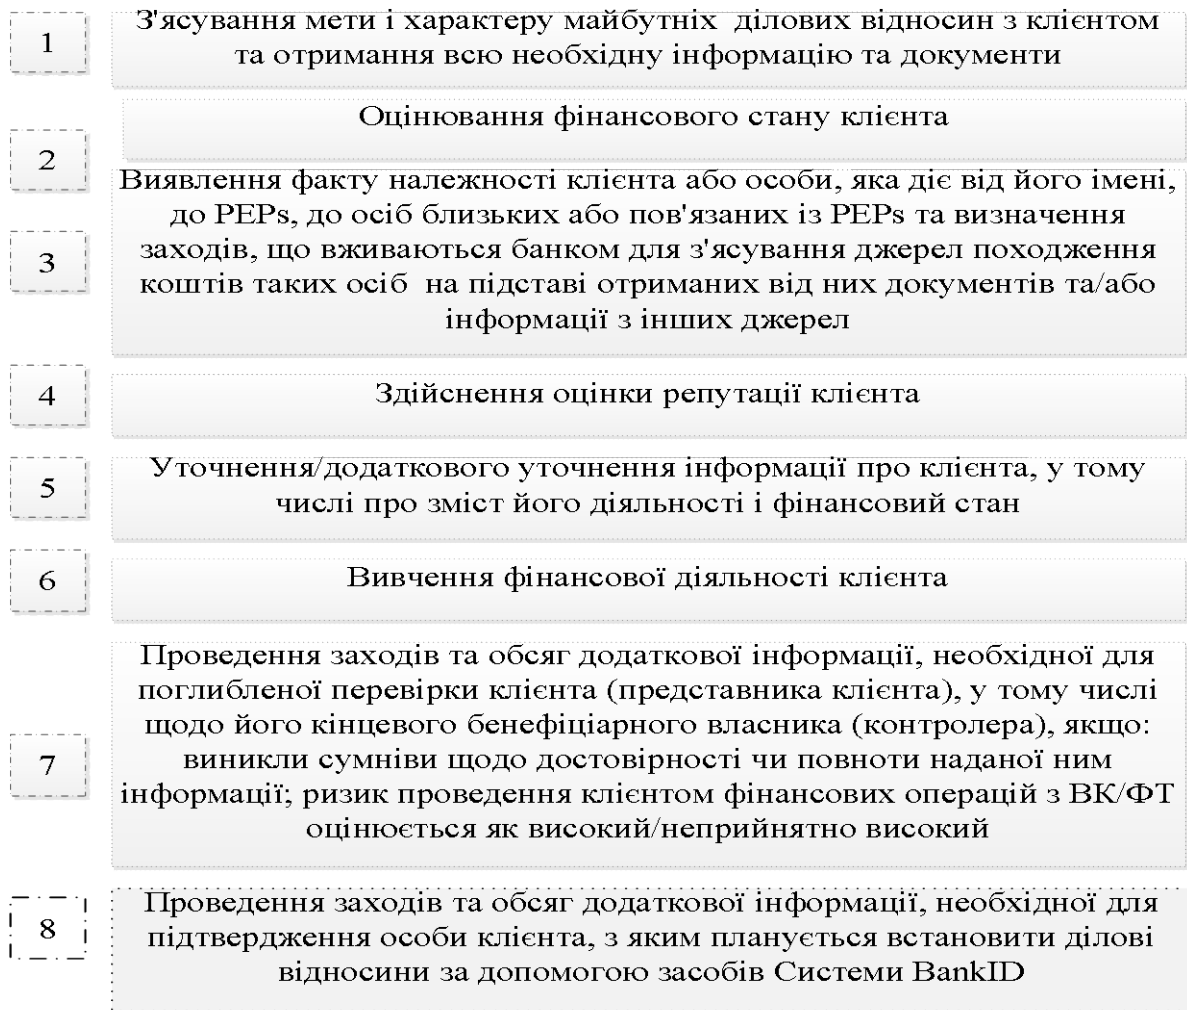 1
З'ясування мети і характеру майбутніх ділових відносин з клієнтом
та отримання всю необхідну інформацію та документи
Оцінювання фінансового стану клієнта
2
Виявлення факту належності клієнта або особи, яка діє від його імені,
до PEPs, до осіб близьких або пов'язаних із PEPs та визначення
3
заходів, що вживаються банком для з'ясування джерел походження
коштів таких осіб на підставі отриманих від них документів та/або
інформації з інших джерел
4
Здійснення оцінки репутації клієнта
5
Уточнення/додаткового уточнення інформації про клієнта, у тому
числі про зміст його діяльності і фінансовий стан
6
Вивчення фінансової діяльності клієнта
7
Проведення заходів та обсяг додаткової інформації, необхідної для
поглибленої перевірки клієнта (представника клієнта), у тому числі
щодо його кінцевого бенефіціарного власника (контролера), якщо:
виникли сумніви щодо достовірності чи повноти наданої ним
інформації; ризик проведення клієнтом фінансових операцій з ВК/ФТ
оцінюється як високий/неприйнятно високий
8
Проведення заходів та обсяг додаткової інформації, необхідної для
підтвердження особи клієнта, з яким планується встановити ділові
відносини за допомогою засобів Системи BankID